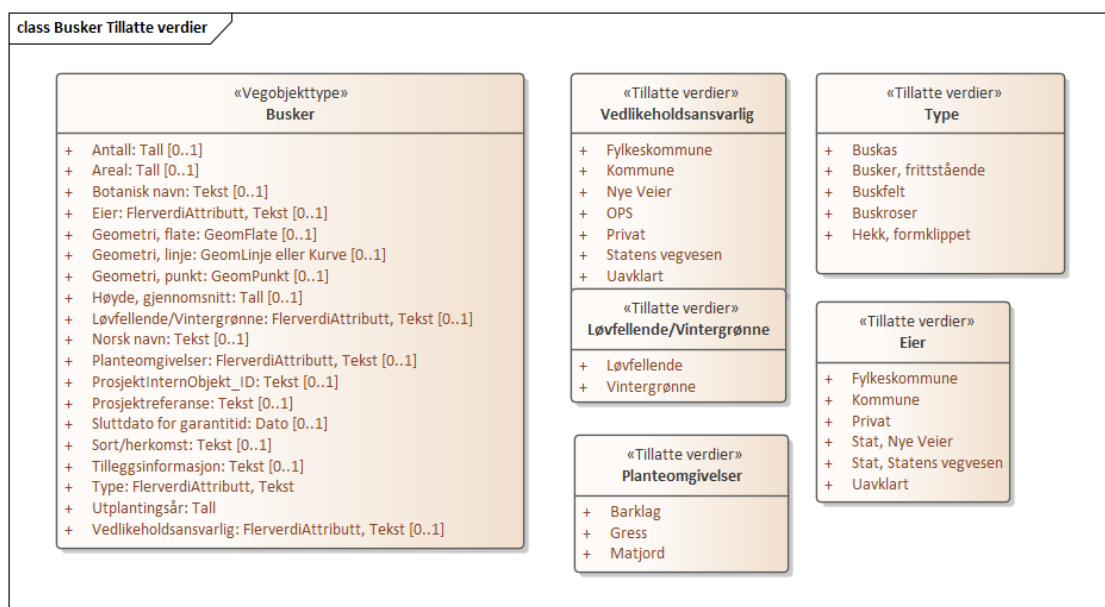 class Busker Tillatte verdier
«Vegobjekttype»
Busker
+ Antall: Tall [0..1]
+ Areal: Tall [0..1]
+ Botanisk navn: Tekst [0..1]
+ Eier: FlerverdiAttributt, Tekst [0..1]
+ Geometri, flate: GeomFlate [0..1]
+ Geometri, linje: GeomLinje eller Kurve [0..1]
+ Geometri, punkt: GeomPunkt [0..1]
+ Høyde, gjennomsnitt: Tall [0..1]
+ Løvfellende/Vintergrønne: FlerverdiAttributt, Tekst [0..1]
+ Norsk navn: Tekst [0..1]
+ Planteomgivelser: FlerverdiAttributt, Tekst [0..1]
+ ProsjektInternObjekt_ID: Tekst [0..1]
+ Prosjektreferanse: Tekst [0..1]
+ Sluttdato for garantitid: Dato [0..1]
+ Sort/herkomst: Tekst [0..1]
+ Tilleggsinformasjon: Tekst [0..1]
+ Type: FlerverdiAttributt, Tekst
+ Utplantingsår: Tall
+ Vedlikeholdsansvarlig: FlerverdiAttributt, Tekst [0..1]
«Tillatte verdier»
Vedlikeholdsansvarlig
+ Fylkeskommune
+ Kommune
+ Nye Veier
+ OPS
+ Privat
+ Statens vegvesen
+ Uavklart
«Tillatte verdier»
Løvfellende/Vintergrønne
+ Løvfellende
+ Vintergrønne
«Tillatte verdier»
Planteomgivelser
+ Barklag
+ Gress
+ Matjord
«Tillatte verdier»
Type
+ Buskas
+ Busker, frittstående
+ Buskfelt
+ Buskroser
+ Hekk, formklippet
«Tillatte verdier»
Eier
+ Fylkeskommune
+ Kommune
+ Privat
+ Stat, Nye Veier
+ Stat, Statens vegvesen
+ Uavklart